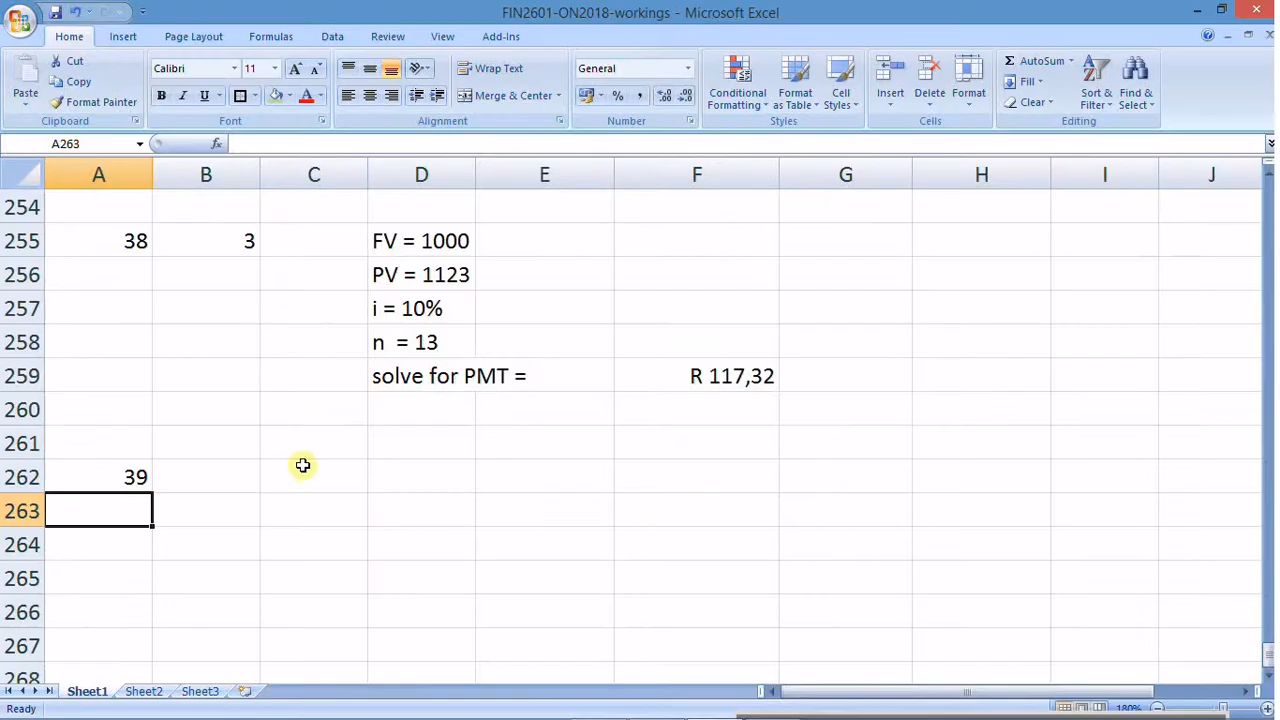 FIN2601-ON2018-workings - Microsoft Excel
Home Insert Page Layout Formulas Data Review View Add-Ins
Paste
Cut
Copy
Format Painter
Calibri 11
B I U
Wrap Text
Merge & Center
General
%
Conditional Formatting
Format as Table
Cell Styles
Insert
Delete
Format
Σ AutoSum
Fill
Clear
Sort & Filter
Find & Select
Clipboard Font Alignment Number Styles Cells Editing
A263 fx
A B C D E F G H I J
254
255 38 3 FV = 1000
256 PV = 1123
257 i = 10%
258 n = 13
259 solve for PMT = R 117,32
260
261
262 39
263
264
265
266
267
268
Sheet1 Sheet2 Sheet3
Ready 180%